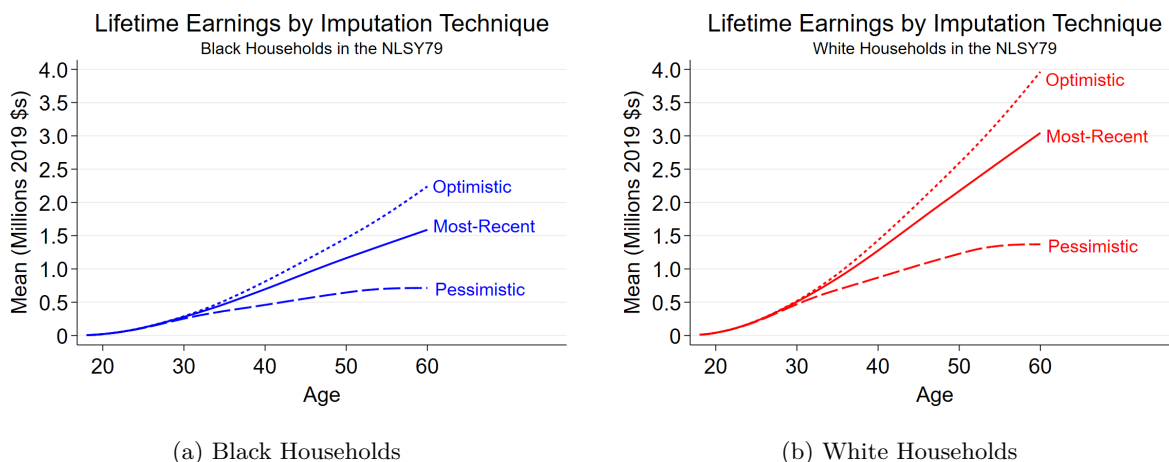 Lifetime Earnings by Imputation Technique
Black Households in the NLSY79
Mean (Millions 2019 $s)
4.0
3.5
3.0
2.5
2.0
1.5
1.0
0.5
0
Optimistic
Most-Recent
Pessimistic
20 30 40 50 60
Age
(a) Black Households
Lifetime Earnings by Imputation Technique
White Households in the NLSY79
Mean (Millions 2019 $s)
4.0
3.5
3.0
2.5
2.0
1.5
1.0
0.5
0
Optimistic
Most-Recent
Pessimistic
20 30 40 50 60
Age
(b) White Households